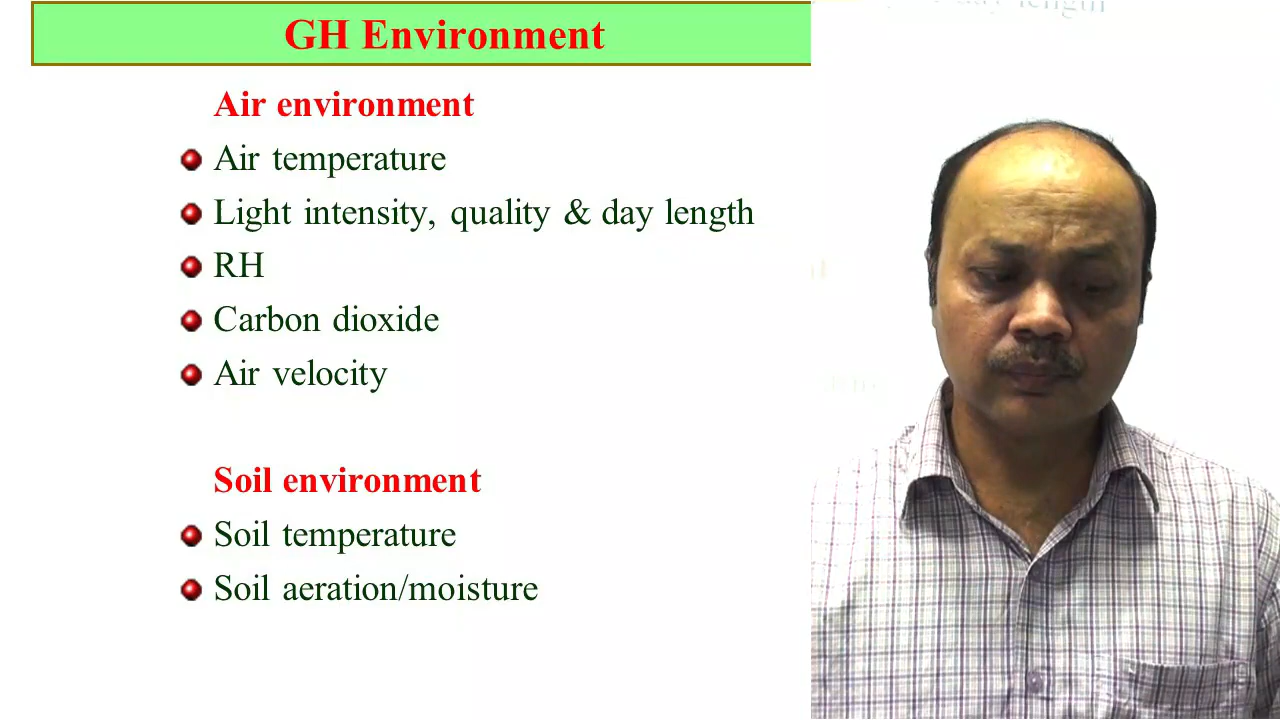 GH Environment
Air environment
Air temperature
Light intensity, quality & day length
RH
Carbon dioxide
Air velocity
Soil environment
Soil temperature
Soil aeration/moisture